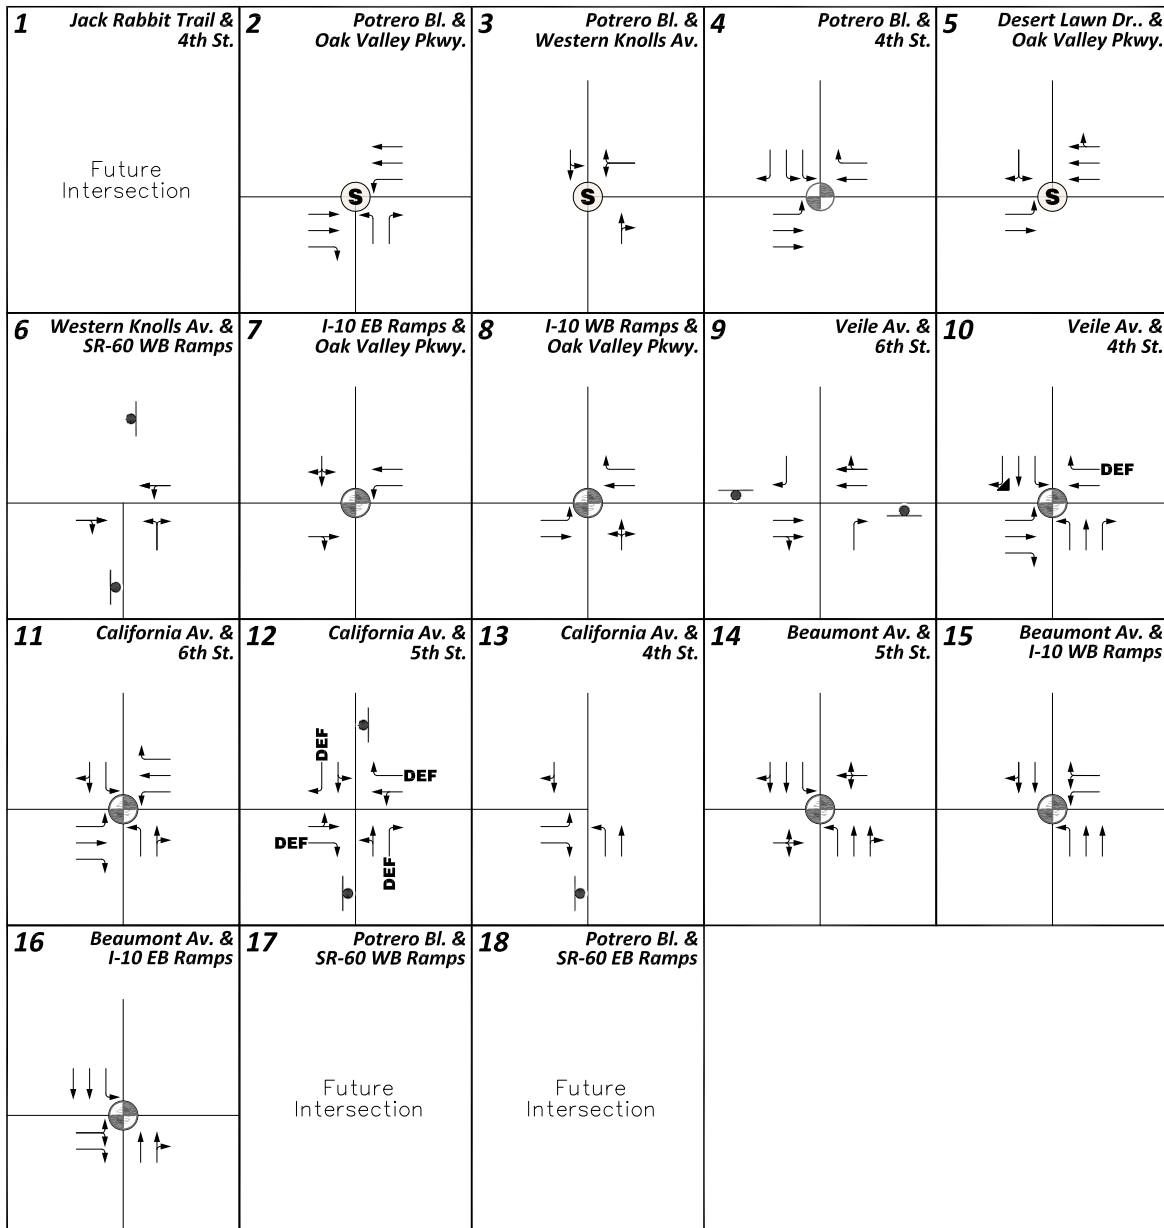 1
Jack Rabbit Trail &
4th St.
Future
Intersection
2
Potrero Bl. &
Oak Valley Pkwy.
S
3
Potrero Bl. &
Western Knolls Av.
S
4
Potrero Bl. &
4th St.
5
Desert Lawn Dr.. &
Oak Valley Pkwy.
S
6
Western Knolls Av. &
SR-60 WB Ramps
7
I-10 EB Ramps &
Oak Valley Pkwy.
8
I-10 WB Ramps &
Oak Valley Pkwy.
9
Veile Av. &
6th St.
10
Veile Av. &
4th St.
DEF
11
California Av. &
6th St.
12
California Av. &
5th St.
DEF
DEF
DEF
DEF
13
California Av. &
4th St.
14
Beaumont Av. &
5th St.
15
Beaumont Av. &
I-10 WB Ramps
16
Beaumont Av. &
I-10 EB Ramps
17
Potrero Bl. &
SR-60 WB Ramps
Future
Intersection
18
Potrero Bl. &
SR-60 EB Ramps
Future
Intersection